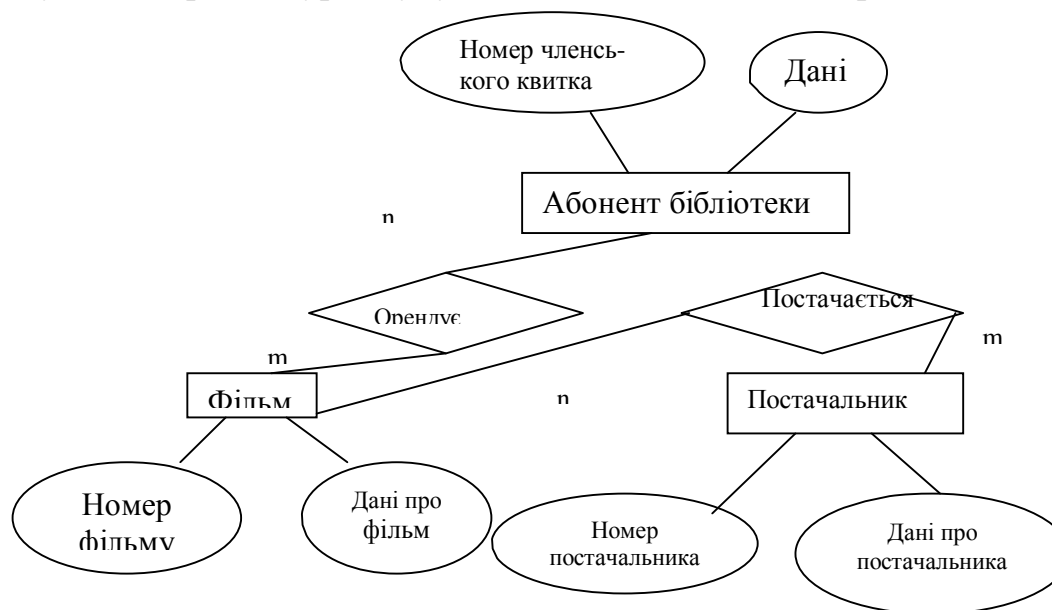 Номер членсь-
кого квитка
Дані
Абонент бібліотеки
n
Постачається
Орендує
m
m
Фільм
n
Постачальник
Номер
фільму
Дані про
фільм
Номер
постачальника
Дані про
постачальника